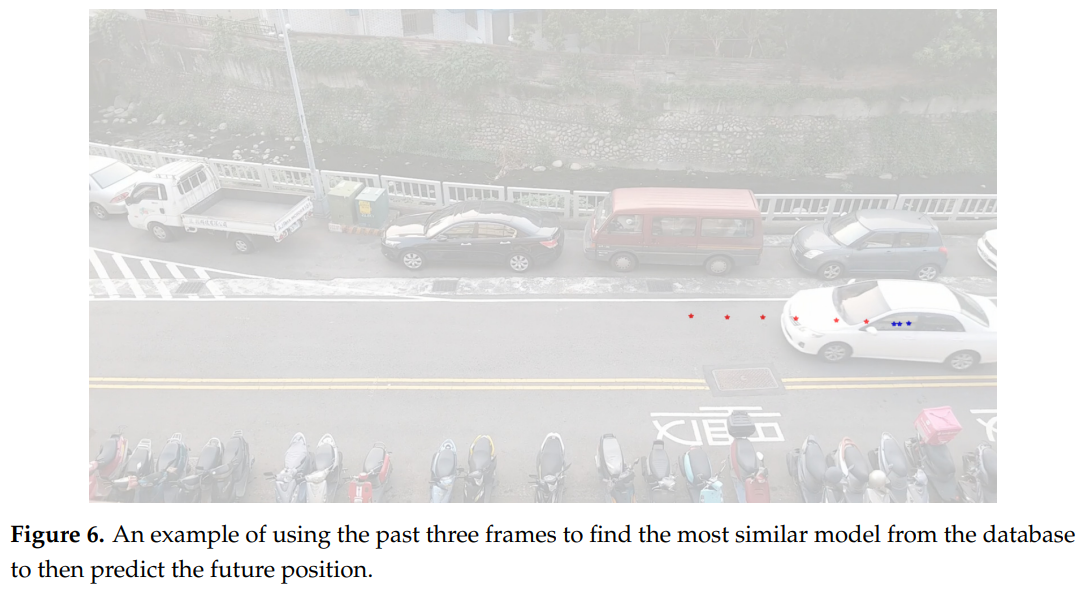 Figure 6. An example of using the past three frames to find the most similar model from the database
to then predict the future position.